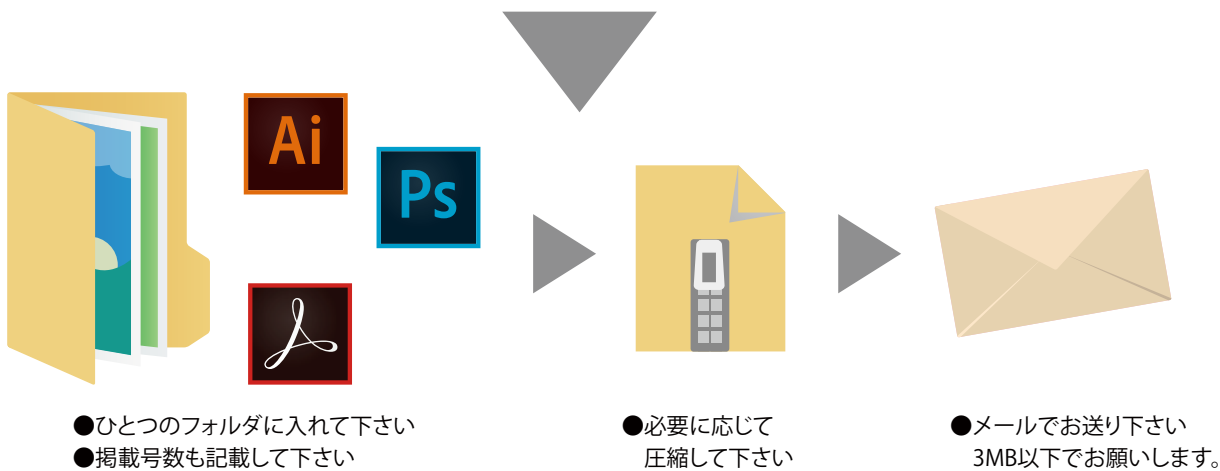 Ai
Ps
●ひとつのフォルダに入れて下さい
●掲載号数も記載して下さい
●必要に応じて
圧縮して下さい
●メールでお送り下さい
3MB以下でお願いします。